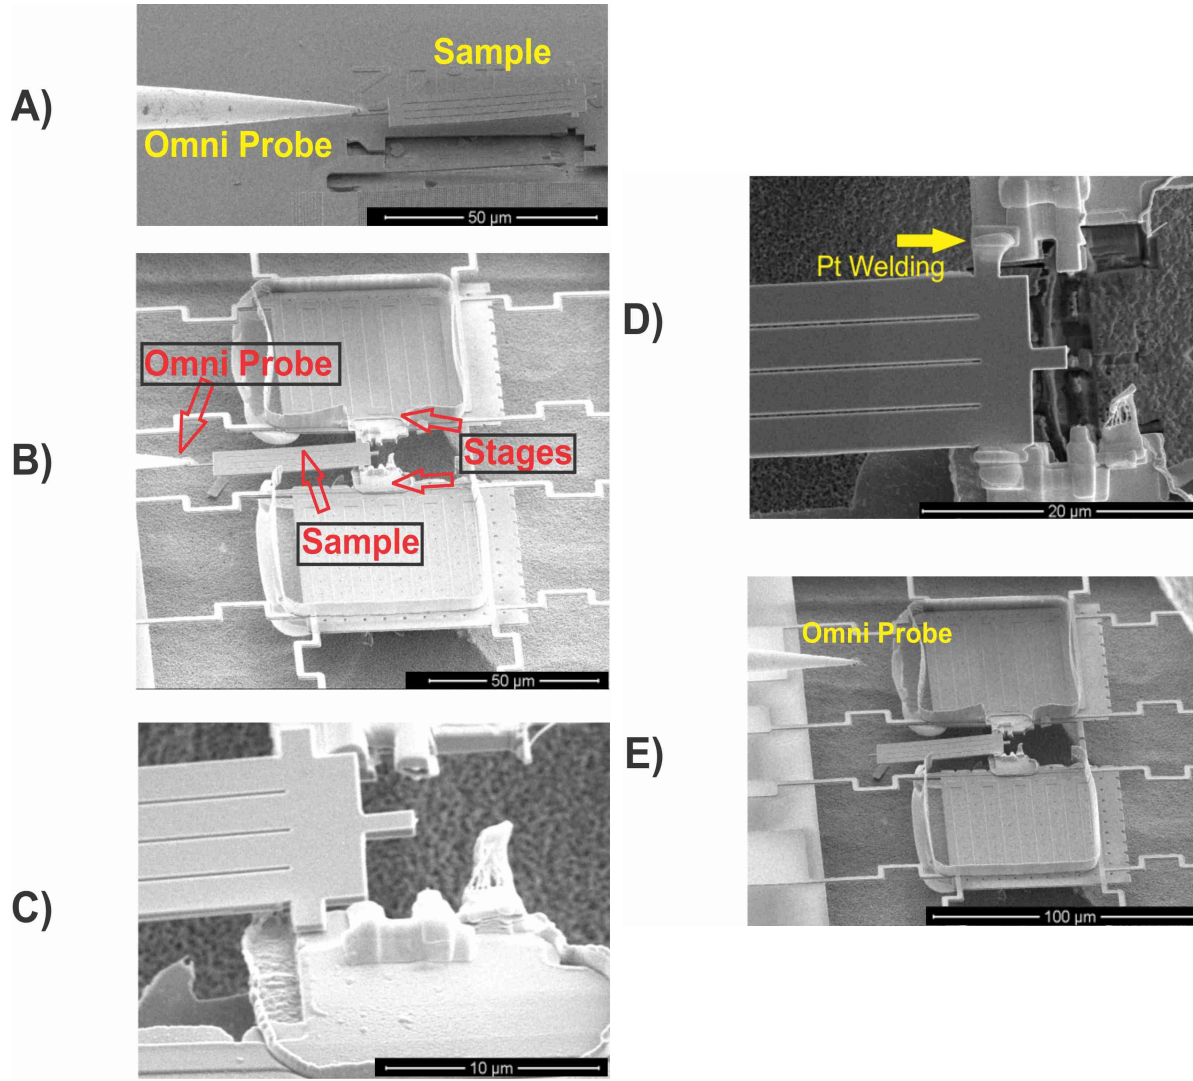 A)
Sample
Omni Probe
50 µm
B)
Omni Probe
Stages
Sample
50 µm
C)
10 µm
D)
Pt Welding
20 µm
E)
Omni Probe
100 µm